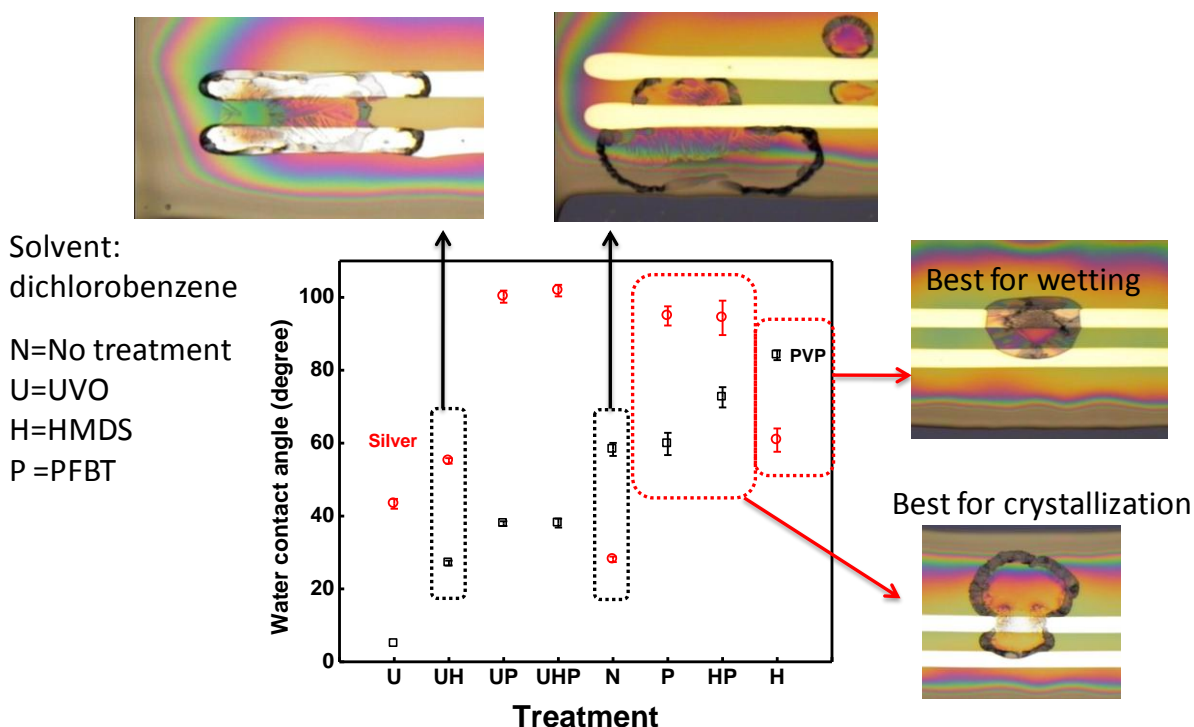 Solvent:
dichlorobenzene
N=No treatment
U=UVO
H=HMDS
P =PFBT
Water contact angle (degree)
100
80
60
40
20
0
Silver
PVP
U UH UP UHP N P HP H
Treatment
Best for wetting
Best for crystallization